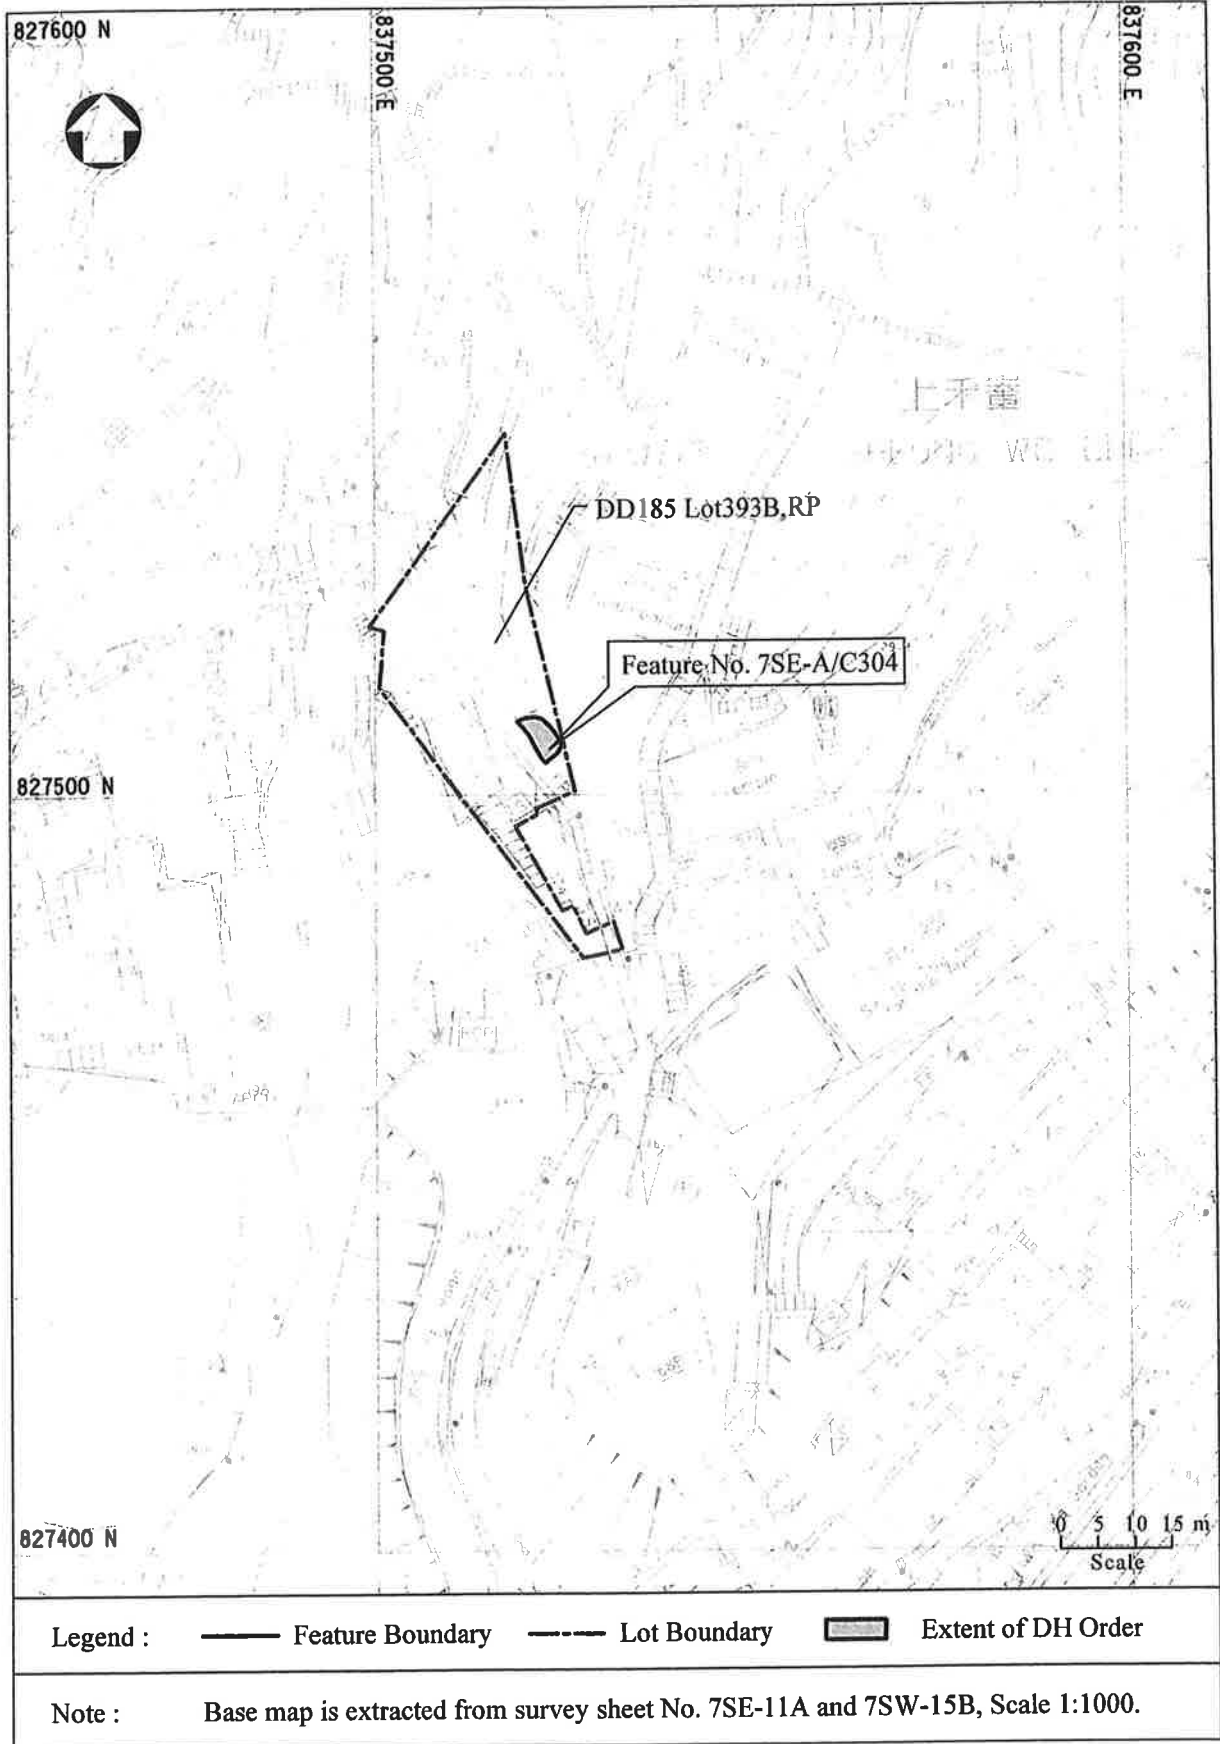 827600 N
837500 E
837600 E
上禾輋
DD185 Lot393B,RP
Feature No. 7SE-A/C304
827500 N
827400 N
0 5 10 15 m
Scale
Legend :
Feature Boundary
Lot Boundary
Extent of DH Order
Note :
Base map is extracted from survey sheet No. 7SE-11A and 7SW-15B, Scale 1:1000.